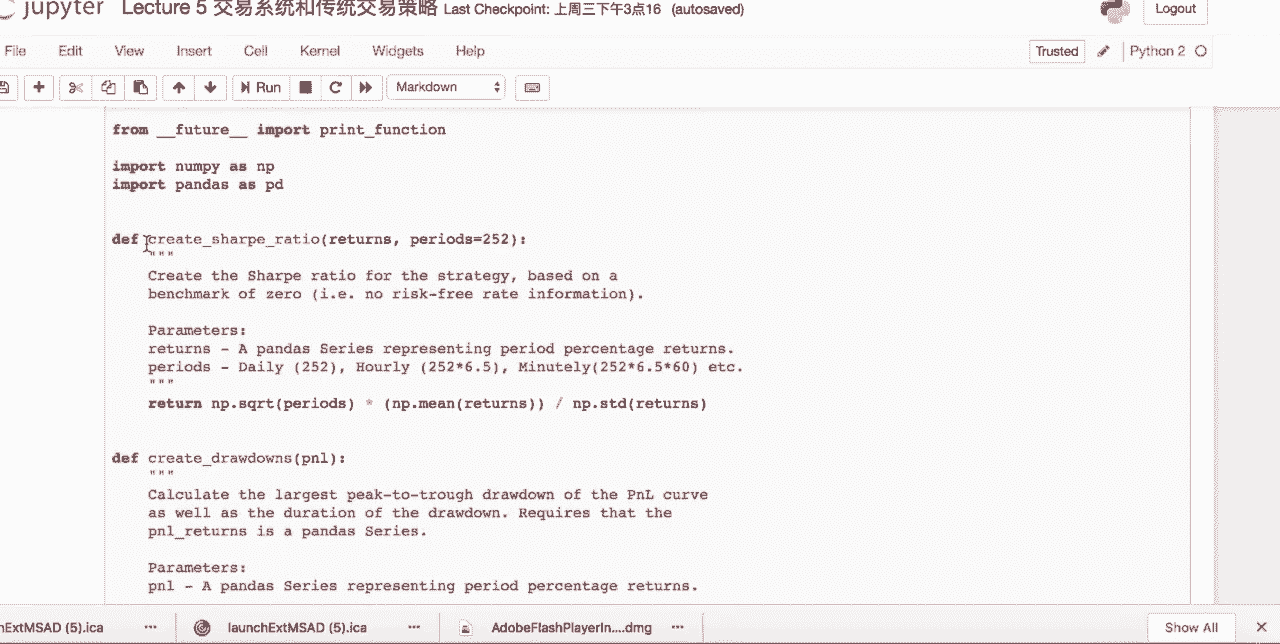 jupyter Lecture 5 交易系统和传统交易策略 Last Checkpoint: 上周三下午3点16 (autosaved)
Logout
File Edit View Insert Cell Kernel Widgets Help
Trusted
Python 2
Run
Markdown
from __future__ import print_function
import numpy as np
import pandas as pd
def create_sharpe_ratio(returns, periods=252):
"""
Create the Sharpe ratio for the strategy, based on a
benchmark of zero (i.e. no risk-free rate information).
Parameters:
returns - A pandas Series representing period percentage returns.
periods - Daily (252), Hourly (252*6.5), Minutely(252*6.5*60) etc.
"""
return np.sqrt(periods) * (np.mean(returns)) / np.std(returns)
def create_drawdowns(pnl):
"""
Calculate the largest peak-to-trough drawdown of the PnL curve
as well as the duration of the drawdown. Requires that the
pnl_returns is a pandas Series.
Parameters:
pnl - A pandas Series representing period percentage returns.
hExtMSAD (5).ica
launchExtMSAD (5).ica
AdobeFlashPlayerIn....dmg
Show All